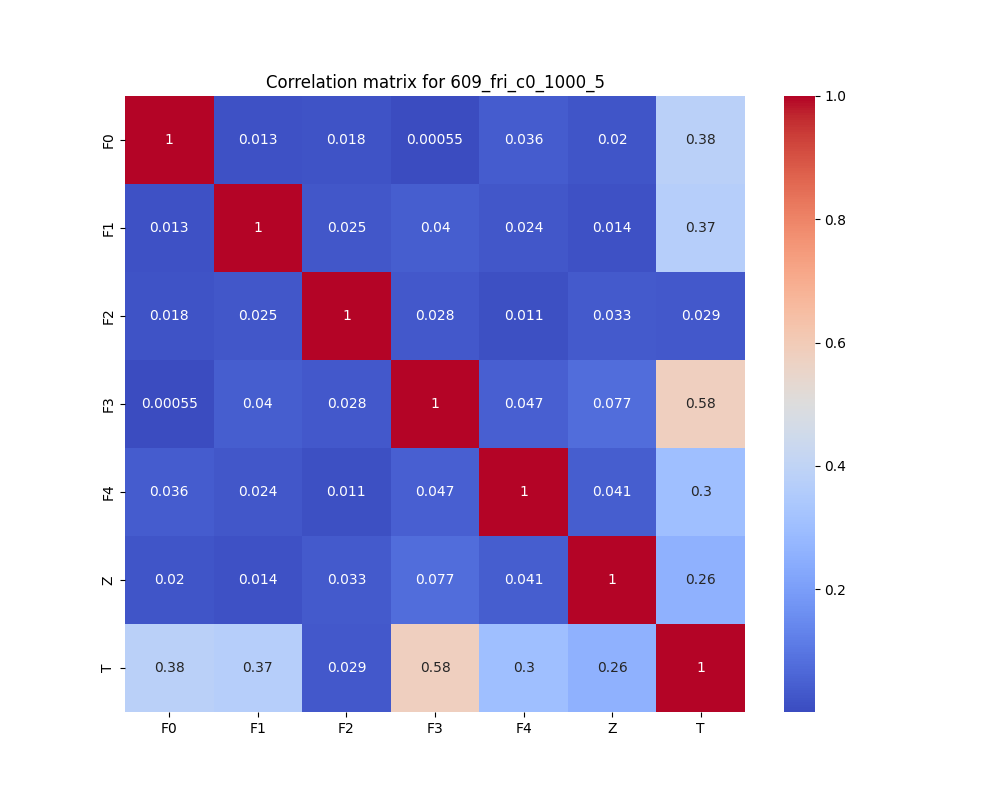 Correlation matrix for 609_fri_c0_1000_5
F0 1 0.013 0.018 0.00055 0.036 0.02 0.38
F1 0.013 1 0.025 0.04 0.024 0.014 0.37
F2 0.018 0.025 1 0.028 0.011 0.033 0.029
F3 0.00055 0.04 0.028 1 0.047 0.077 0.58
F4 0.036 0.024 0.011 0.047 1 0.041 0.3
Z 0.02 0.014 0.033 0.077 0.041 1 0.26
T 0.38 0.37 0.029 0.58 0.3 0.26 1
F0 F1 F2 F3 F4 Z T
1.0
0.8
0.6
0.4
0.2